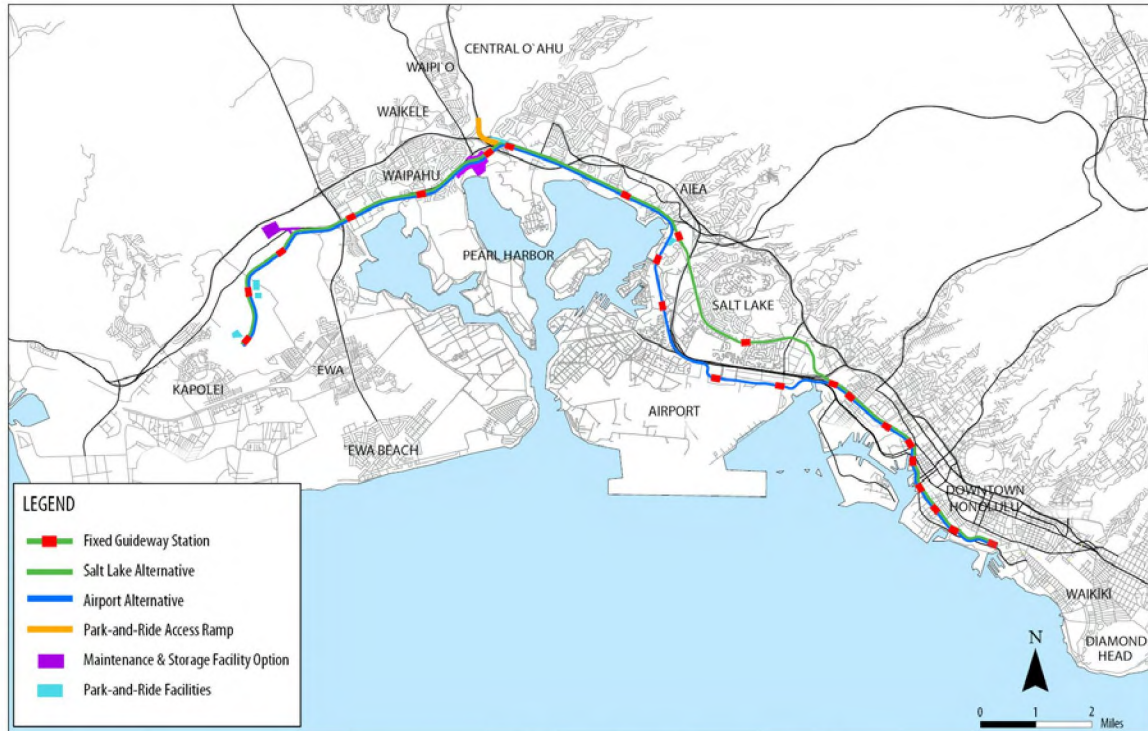 CENTRAL O`AHU
WAIPI`O
WAIKELE
WAIPAHU
`AIEA
PEARL HARBOR
SALT LAKE
KAPOLEI
`EWA
AIRPORT
`EWA BEACH
DOWNTOWN
HONOLULU
WAIKIKI
DIAMOND
HEAD
LEGEND
Fixed Guideway Station
Salt Lake Alternative
Airport Alternative
Park-and-Ride Access Ramp
Maintenance & Storage Facility Option
Park-and-Ride Facilities
N
0 1 2
Miles